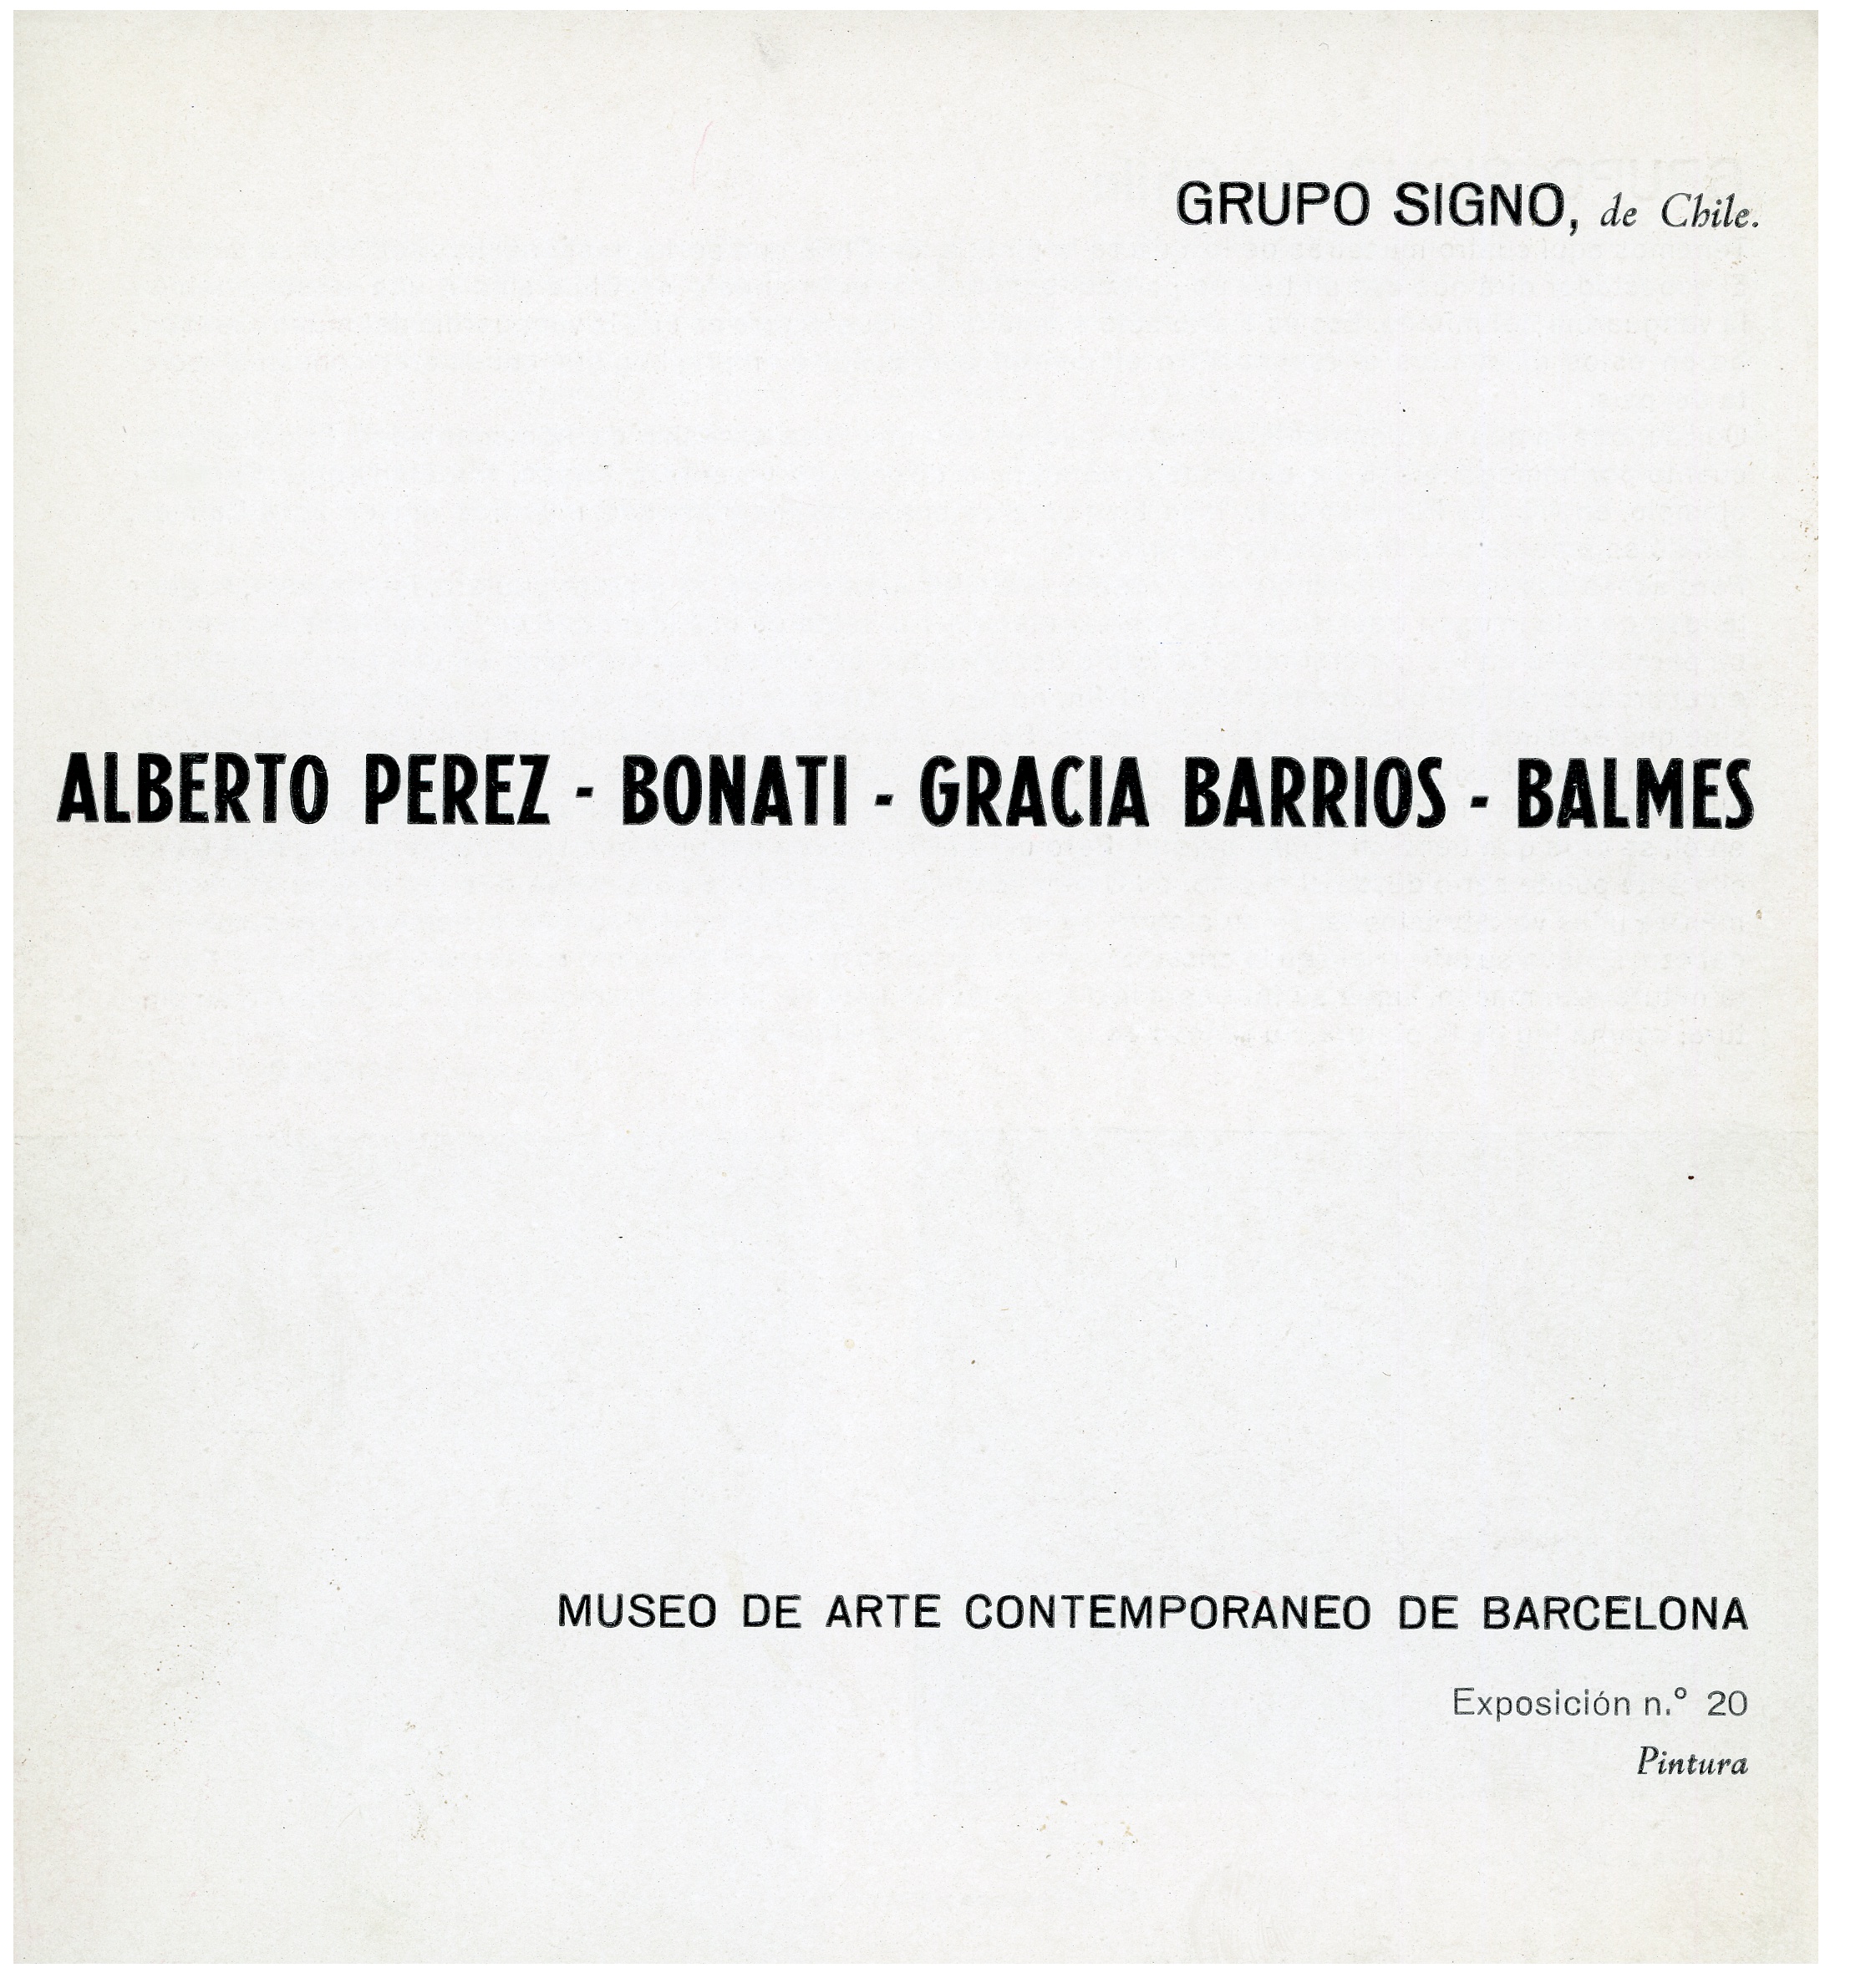 GRUPO SIGNO, de Chile.
ALBERTO PEREZ - BONATI - GRACIA BARRIOS - BALMES
MUSEO DE ARTE CONTEMPORANEO DE BARCELONA
Exposición n.º 20
Pintura